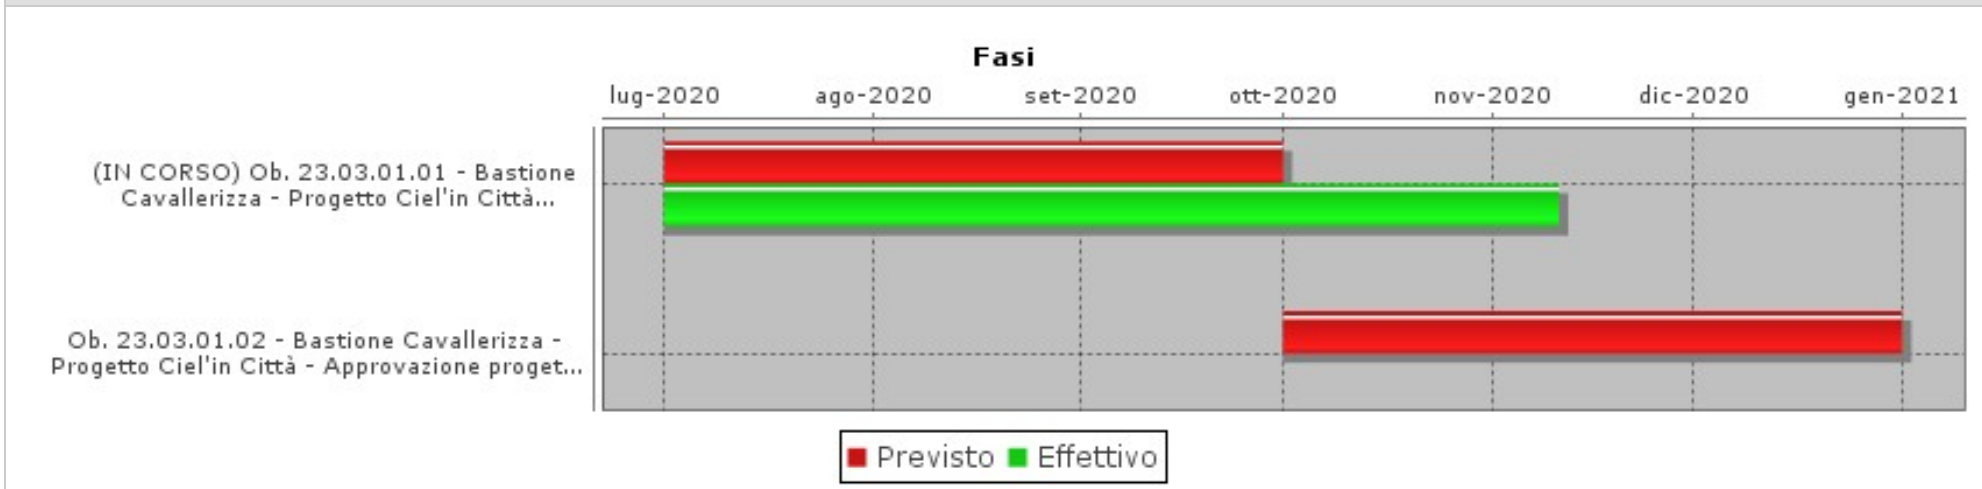 Fasi
lug-2020 ago-2020 set-2020 ott-2020 nov-2020 dic-2020 gen-2021
(IN CORSO) Ob. 23.03.01.01 - Bastione
Cavallerizza - Progetto Ciel'in Città...
Ob. 23.03.01.02 - Bastione Cavallerizza -
Progetto Ciel'in Città - Approvazione proget...
Previsto Effettivo